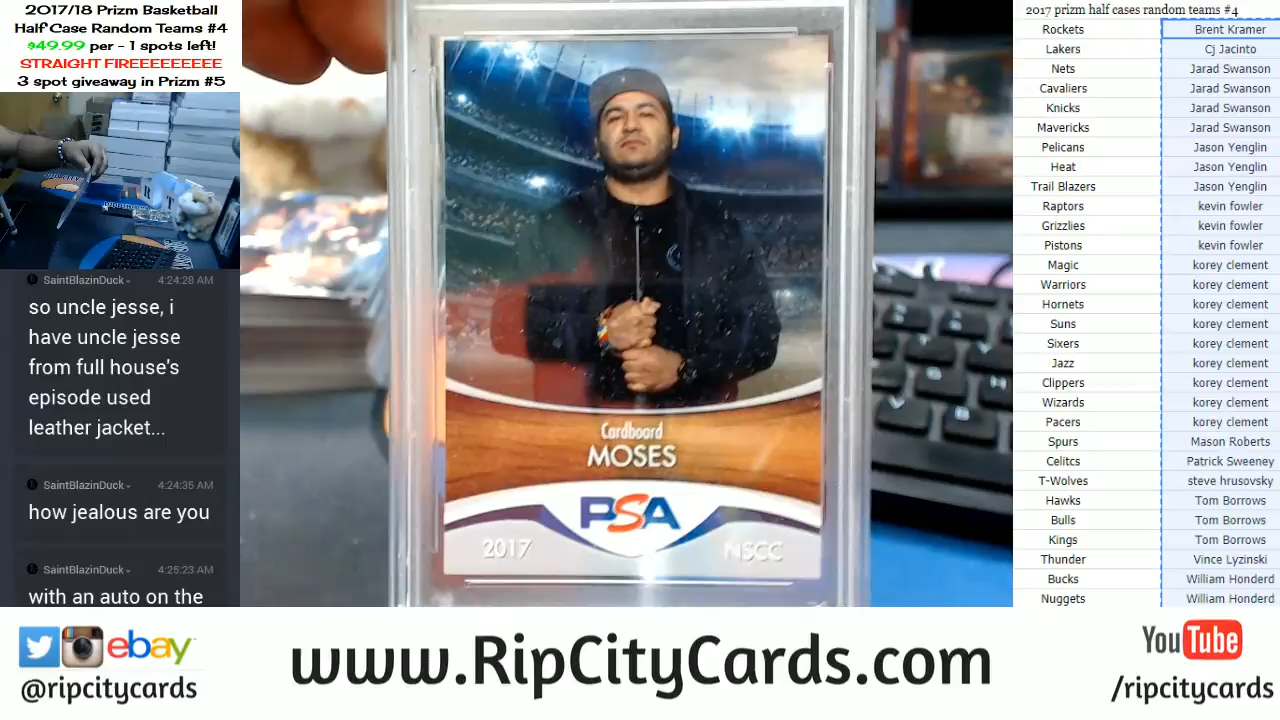 2017/18 Prizm Basketball
Half Case Random Teams #4
$49.99 per - 1 spots left!
STRAIGHT FIREEEEEEEEE
3 spot giveaway in Prizm #5
SaintBlazinDuck 4:24:28 AM
so uncle jesse, i
have uncle jesse
from full house's
episode used
leather jacket...
SaintBlazinDuck 4:24:35 AM
how jealous are you
SaintBlazinDuck 4:25:23 AM
with an auto on the
Cardboard
MOSES
PSA
2017 NSCC
2017 prizm half cases random teams #4
Rockets Brent Kramer
Lakers Cj Jacinto
Nets Jarad Swanson
Cavaliers Jarad Swanson
Knicks Jarad Swanson
Mavericks Jarad Swanson
Pelicans Jason Yenglin
Heat Jason Yenglin
Trail Blazers Jason Yenglin
Raptors kevin fowler
Grizzlies kevin fowler
Pistons kevin fowler
Magic korey clement
Warriors korey clement
Hornets korey clement
Suns korey clement
Sixers korey clement
Jazz korey clement
Clippers korey clement
Wizards korey clement
Pacers korey clement
Spurs Mason Roberts
Celitcs Patrick Sweeney
T-Wolves steve hrusovsky
Hawks Tom Borrows
Bulls Tom Borrows
Kings Tom Borrows
Thunder Vince Lyzinski
Bucks William Honderd
Nuggets William Honderd
ebay
@ripcitycards
www.RipCityCards.com
YouTube
/ripcitycards